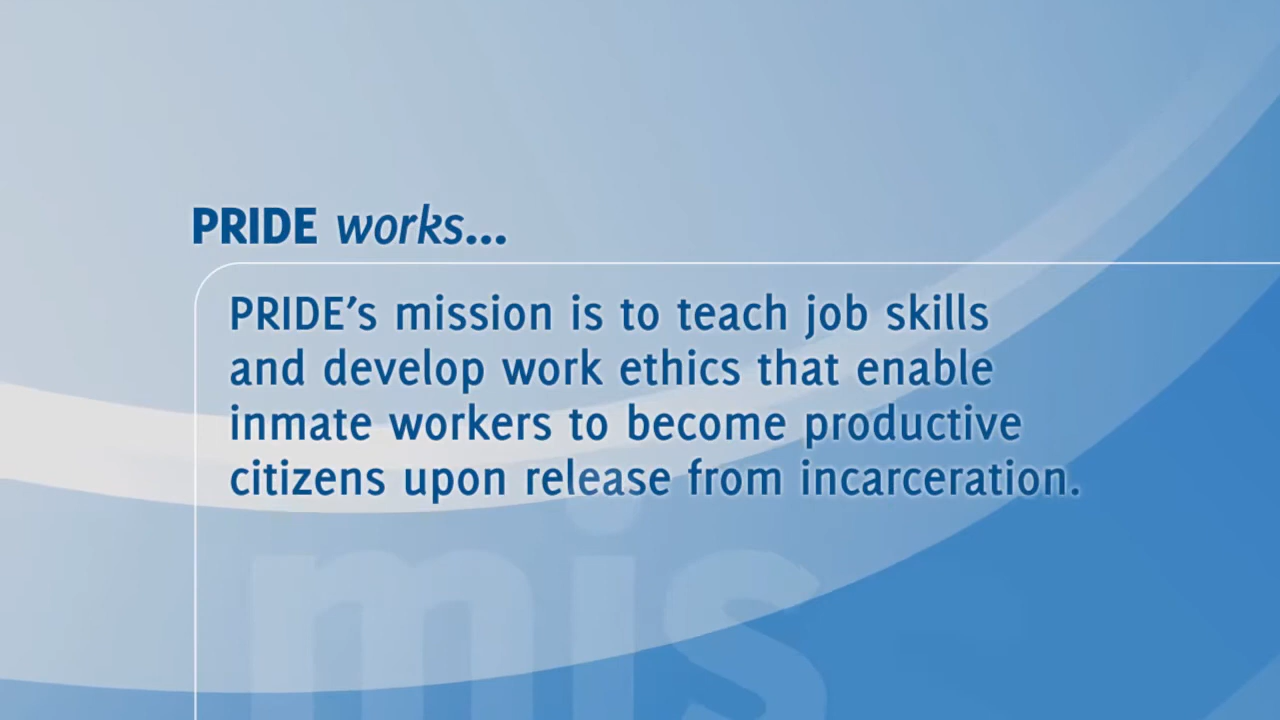 PRIDE works...
PRIDE’s mission is to teach job skills
and develop work ethics that enable
inmate workers to become productive
citizens upon release from incarceration.
mis